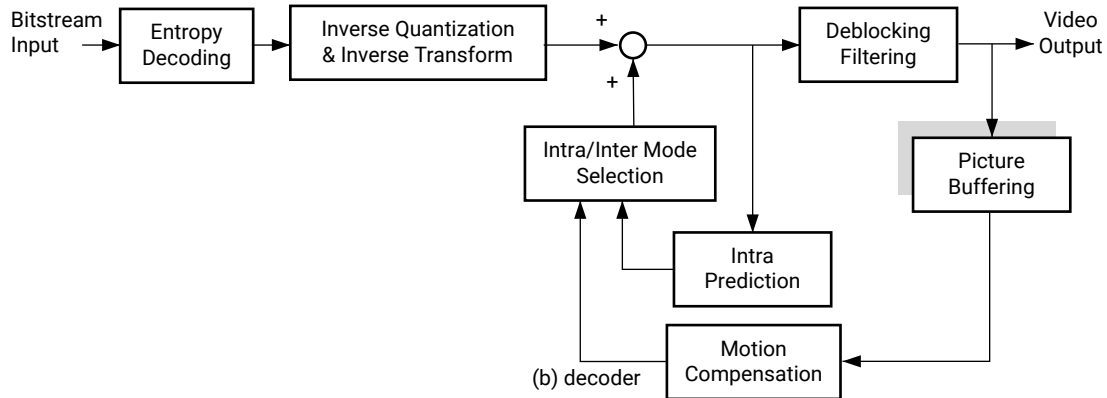 Bitstream
Input
Entropy
Decoding
Inverse Quantization
& Inverse Transform
+
+
Deblocking
Filtering
Video
Output
Intra/Inter Mode
Selection
Picture
Buffering
Intra
Prediction
Motion
Compensation
(b) decoder